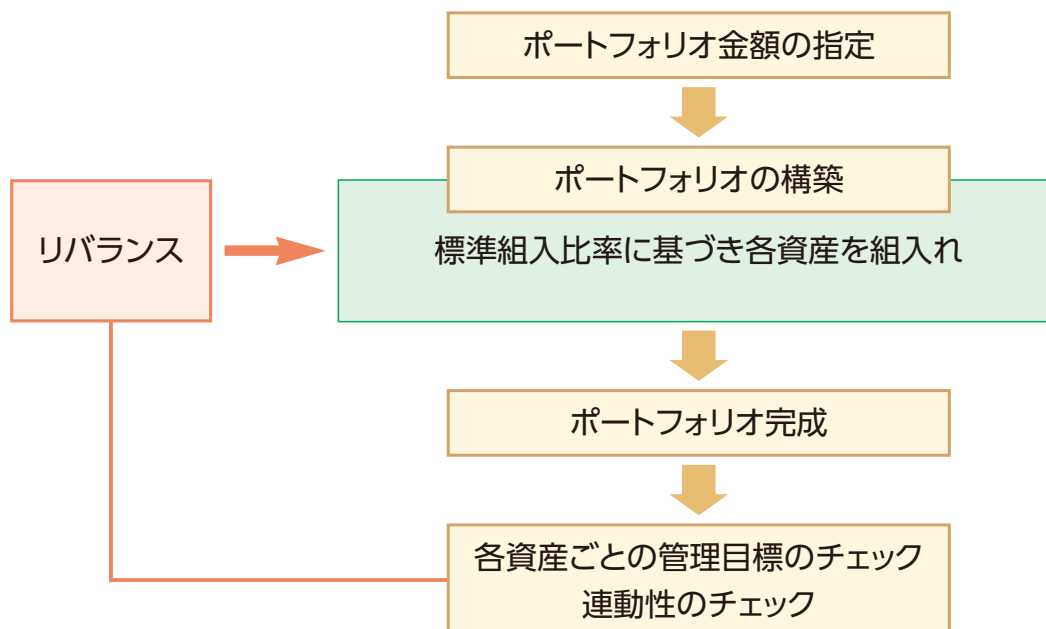 ポートフォリオ金額の指定
ポートフォリオの構築
リバランス
標準組入比率に基づき各資産を組入れ
ポートフォリオ完成
各資産ごとの管理目標のチェック
連動性のチェック